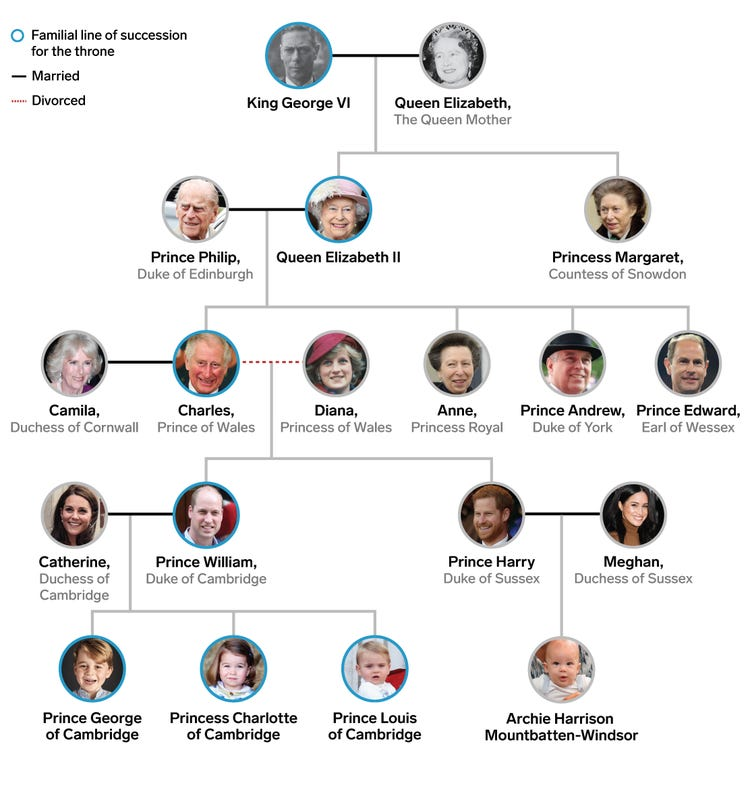 Familial line of succession
for the throne
Married
Divorced
King George VI
Queen Elizabeth,
The Queen Mother
Prince Philip,
Duke of Edinburgh
Queen Elizabeth II
Princess Margaret,
Countess of Snowdon
Camila,
Duchess of Cornwall
Charles,
Prince of Wales
Diana,
Princess of Wales
Anne,
Princess Royal
Prince Andrew,
Duke of York
Prince Edward,
Earl of Wessex
Catherine,
Duchess of
Cambridge
Prince William,
Duke of Cambridge
Prince Harry
Duke of Sussex
Meghan,
Duchess of Sussex
Prince George
of Cambridge
Princess Charlotte
of Cambridge
Prince Louis
of Cambridge
Archie Harrison
Mountbatten-Windsor